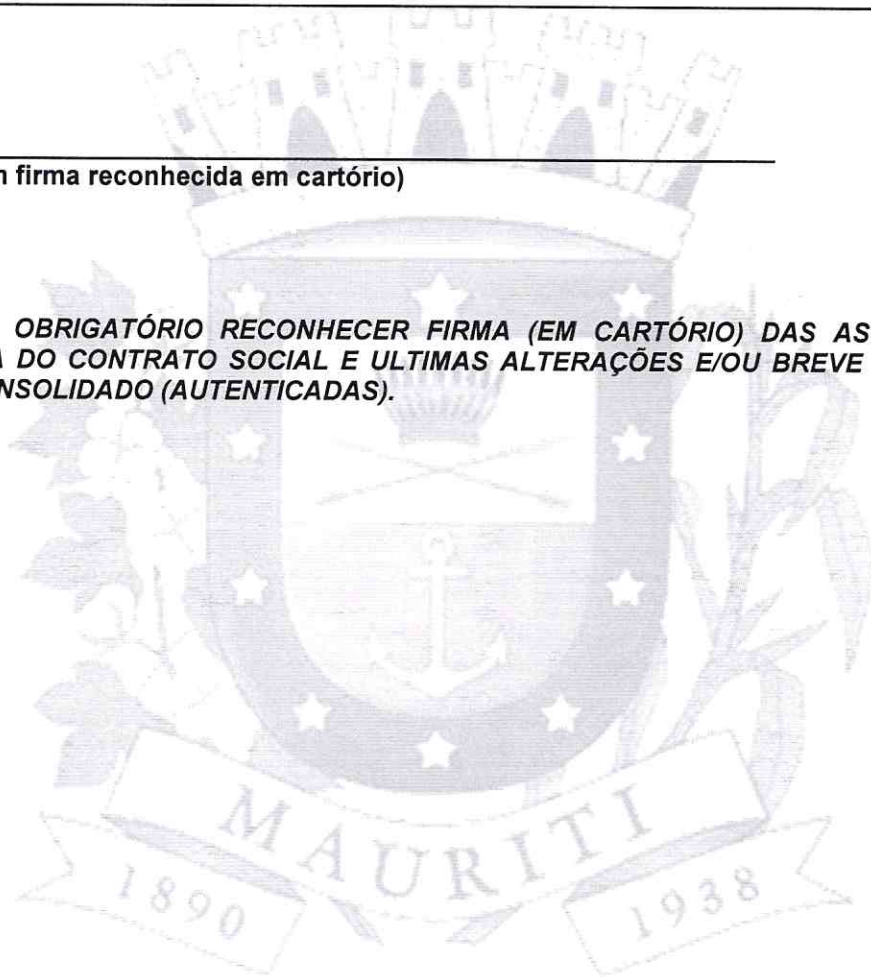 firma reconhecida em cartório)
OBRIGATÓRIO RECONHECER FIRMA (EM CARTÓRIO) DAS AS
DO CONTRATO SOCIAL E ULTIMAS ALTERAÇÕES E/OU BREVE
NSOLIDADO (AUTENTICADAS).
MAURITI
1890
1938